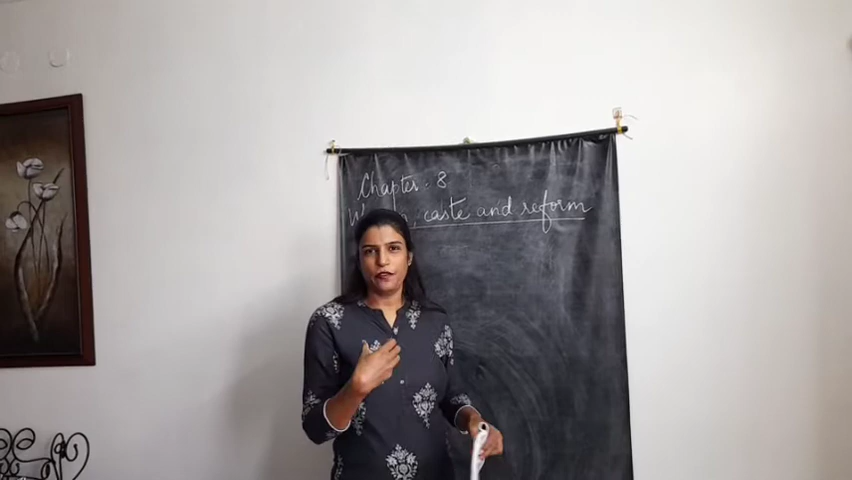 Chapter - 8
, caste and reform